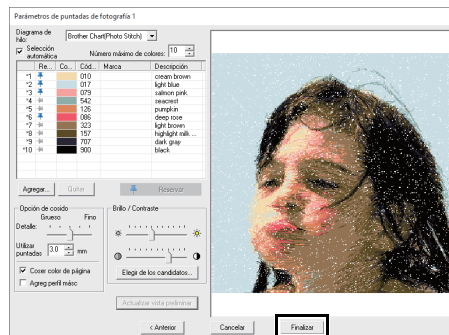 Parámetros de puntadas de fotografía 1
Diagrama de hilo: Brother Chart(Photo Stitch)
Selección automática
Número máximo de colores: 10
Re... Co... Cód... Marca Descripción
*1 010 cream brown
*2 017 light blue
*3 079 salmon pink
*4 542 seacrest
*5 126 pumpkin
*6 086 deep rose
*7 323 light brown
*8 157 highlight milk ...
*9 707 dark gray
*10 900 black
Agregar... Quitar Reservar
Opción de cosido
Grueso Fino
Detalle:
Utilizar puntadas 3.0 mm
Coser color de página
Agreg perfil másc
Brillo / Contraste
Elegir de los candidatos...
Actualizar vista preliminar
< Anterior Cancelar Finalizar